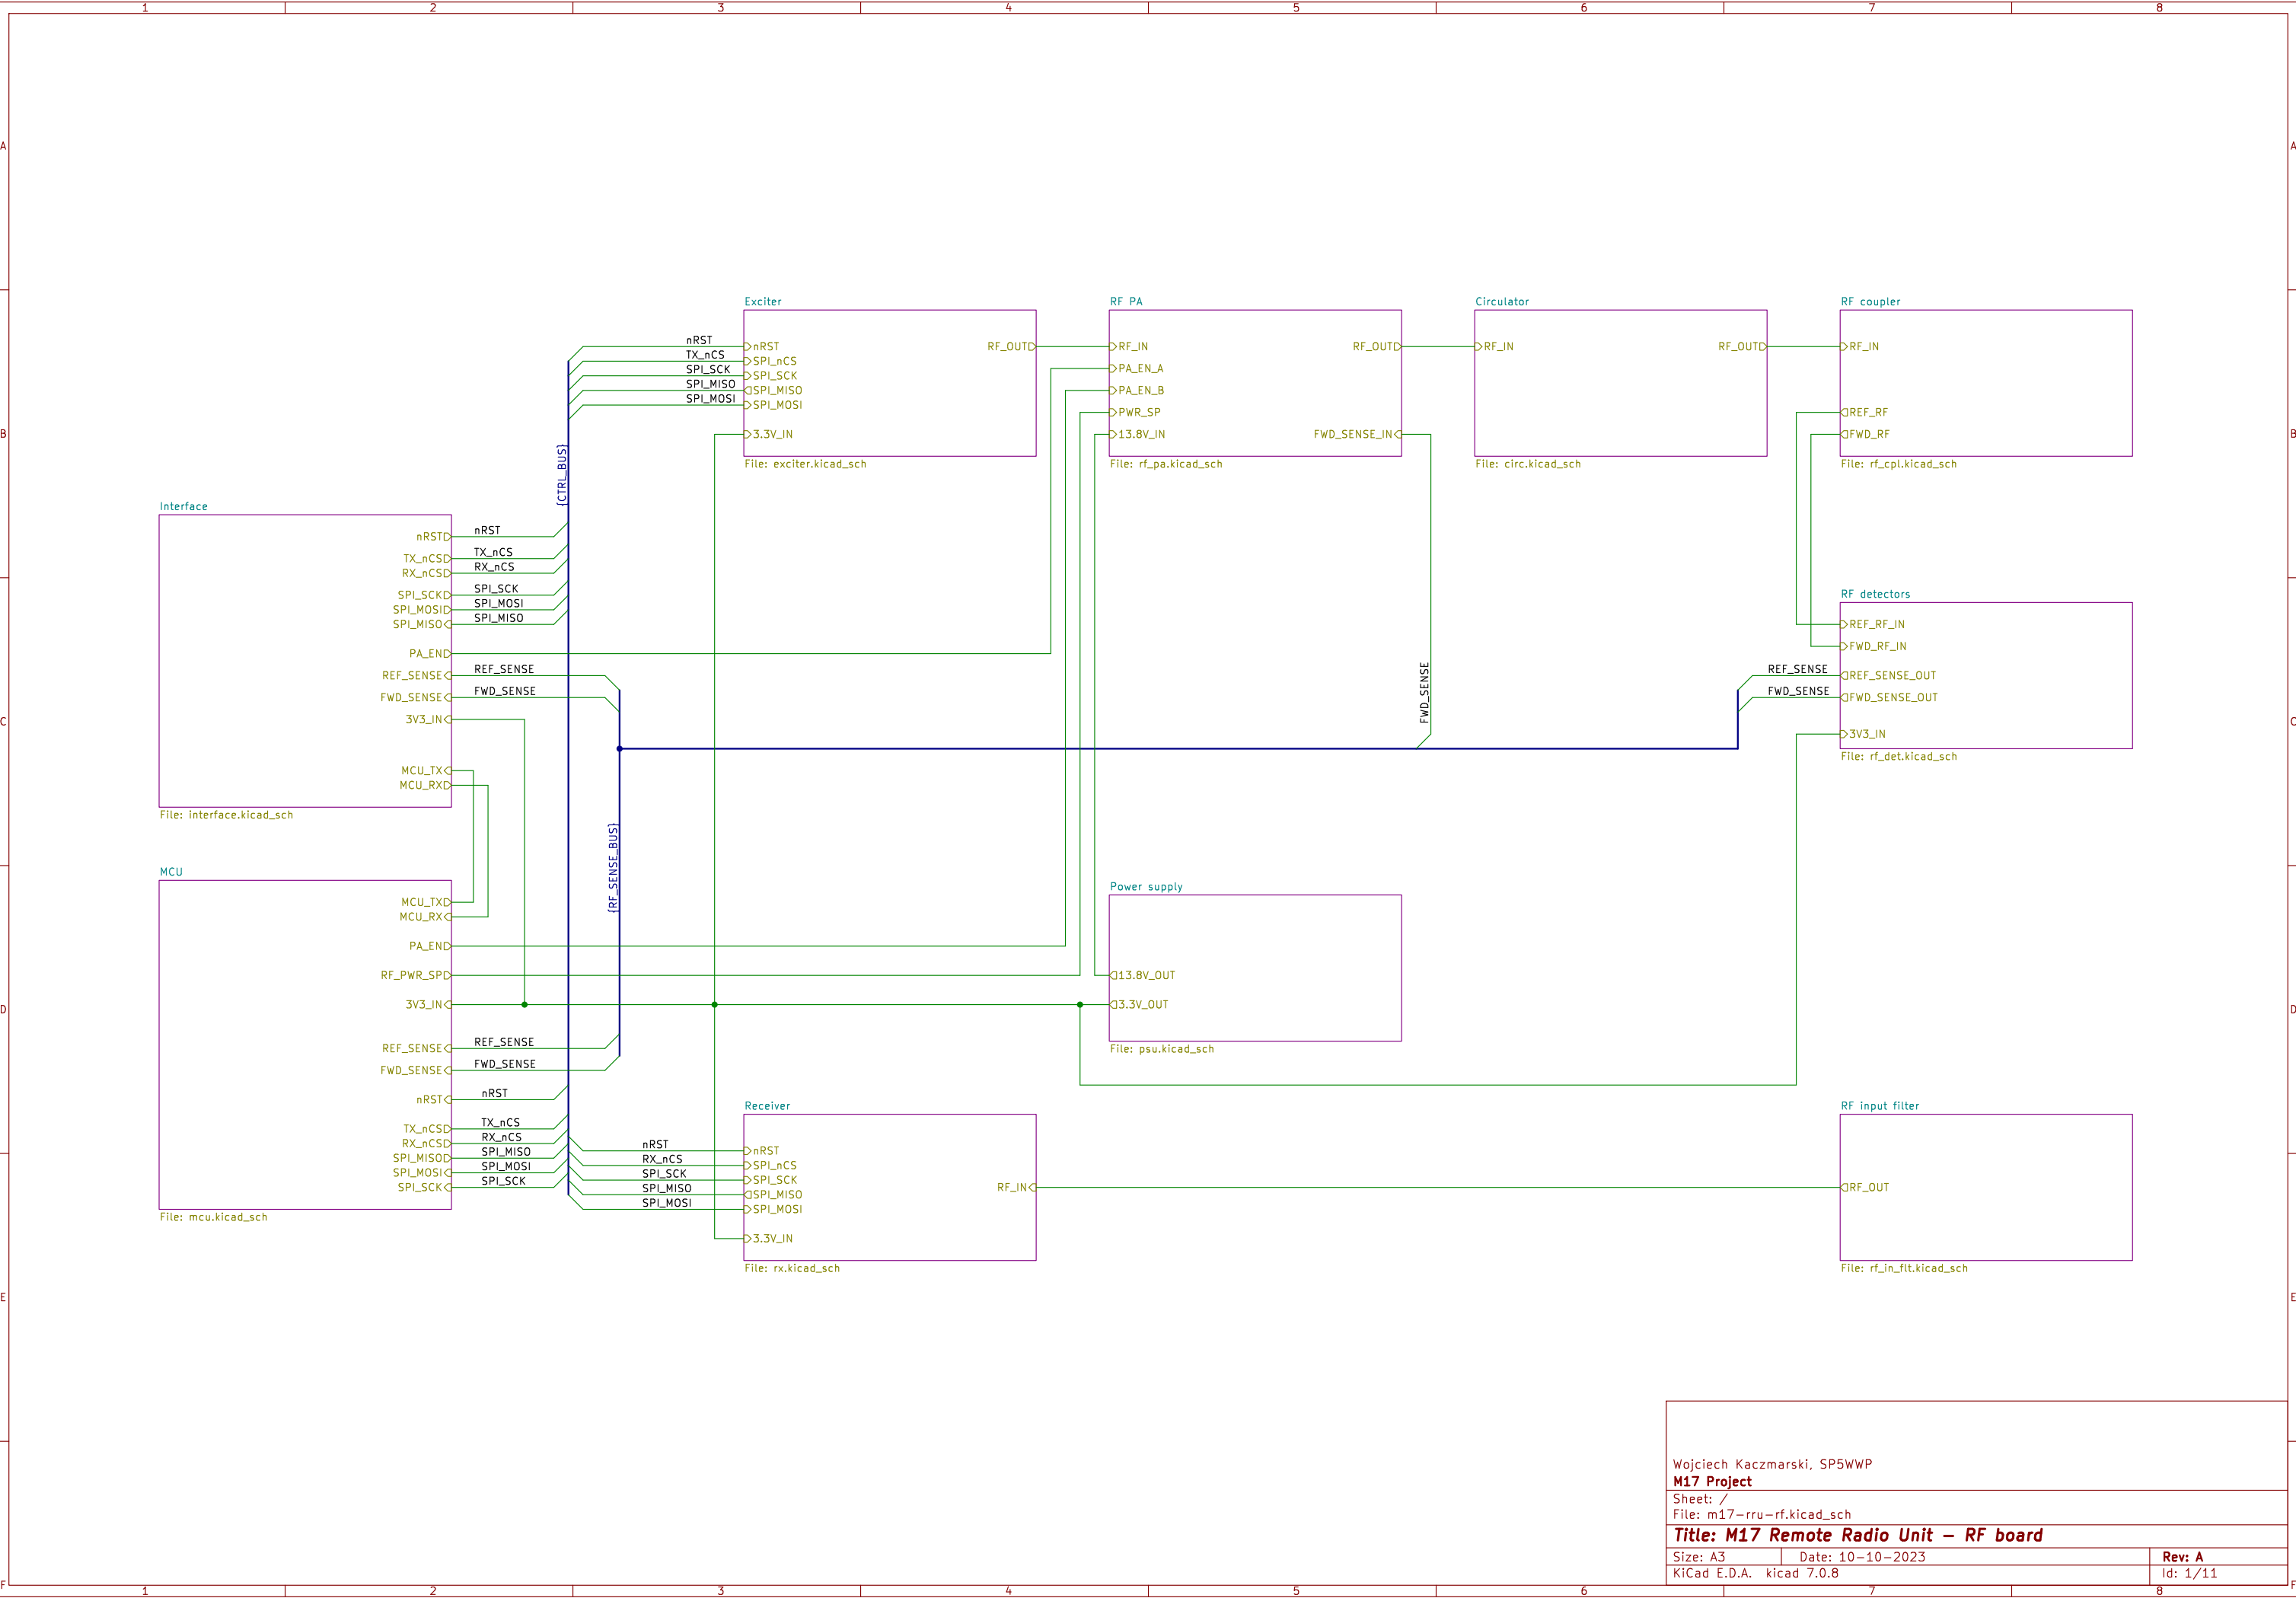 1 2 3 4 5 6 7 8
A A
B B
C C
D D
E E
F F
Exciter
nRST
TX_nCS
SPI_SCK
SPI_MISO
SPI_MOSI
nRST
SPI_nCS
SPI_SCK
SPI_MISO
SPI_MOSI
3.3V_IN
RF_OUT
File: exciter.kicad_sch
RF PA
RF_IN
PA_EN_A
PA_EN_B
PWR_SP
13.8V_IN
RF_OUT
FWD_SENSE_IN
File: rf_pa.kicad_sch
Circulator
RF_IN
RF_OUT
File: circ.kicad_sch
RF coupler
RF_IN
REF_RF
FWD_RF
File: rf_cpl.kicad_sch
{CTRL_BUS}
Interface
nRST
TX_nCS
RX_nCS
SPI_SCK
SPI_MOSI
SPI_MISO
PA_EN
REF_SENSE
FWD_SENSE
3V3_IN
MCU_TX
MCU_RX
nRST
TX_nCS
RX_nCS
SPI_SCK
SPI_MOSI
SPI_MISO
REF_SENSE
FWD_SENSE
File: interface.kicad_sch
FWD_SENSE
RF detectors
REF_RF_IN
FWD_RF_IN
REF_SENSE_OUT
FWD_SENSE_OUT
3V3_IN
REF_SENSE
FWD_SENSE
File: rf_det.kicad_sch
{RF_SENSE_BUS}
MCU
MCU_TX
MCU_RX
PA_EN
RF_PWR_SP
3V3_IN
REF_SENSE
FWD_SENSE
nRST
TX_nCS
RX_nCS
SPI_MISO
SPI_MOSI
SPI_SCK
REF_SENSE
FWD_SENSE
nRST
TX_nCS
RX_nCS
SPI_MISO
SPI_MOSI
SPI_SCK
File: mcu.kicad_sch
Power supply
13.8V_OUT
3.3V_OUT
File: psu.kicad_sch
Receiver
nRST
RX_nCS
SPI_SCK
SPI_MISO
SPI_MOSI
nRST
SPI_nCS
SPI_SCK
SPI_MISO
SPI_MOSI
3.3V_IN
RF_IN
File: rx.kicad_sch
RF input filter
RF_OUT
File: rf_in_flt.kicad_sch
Wojciech Kaczmarski, SP5WWP
M17 Project
Sheet: /
File: m17-rru-rf.kicad_sch
Title: M17 Remote Radio Unit – RF board
Size: A3 Date: 10-10-2023 Rev: A
KiCad E.D.A. kicad 7.0.8 Id: 1/11
1 2 3 4 5 6 7 8